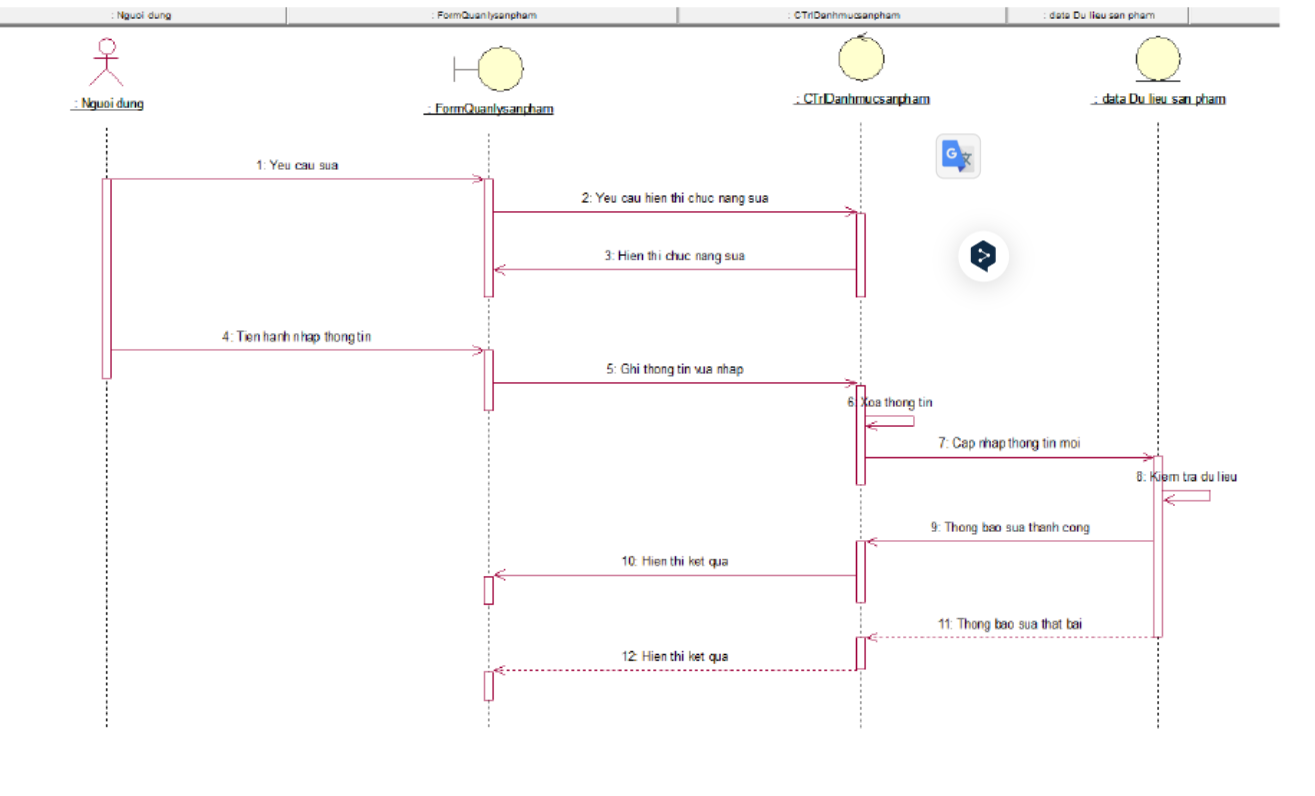 : Nguoi dung
: FormQuanlysanpham
: CTrlDanhmucsanpham
: data Du lieu san pham
: Nguoi dung
: FormQuanlysanpham
: CTrlDanhmucsanpham
: data Du lieu san pham
1: Yeu cau sua
2: Yeu cau hien thi chuc nang sua
3: Hien thi chuc nang sua
4: Tien hanh nhap thong tin
5: Ghi thong tin vua nhap
6: Xoa thong tin
7: Cap nhap thong tin moi
8: Kiem tra du lieu
9: Thong bao sua thanh cong
10: Hien thi ket qua
11: Thong bao sua that bai
12: Hien thi ket qua